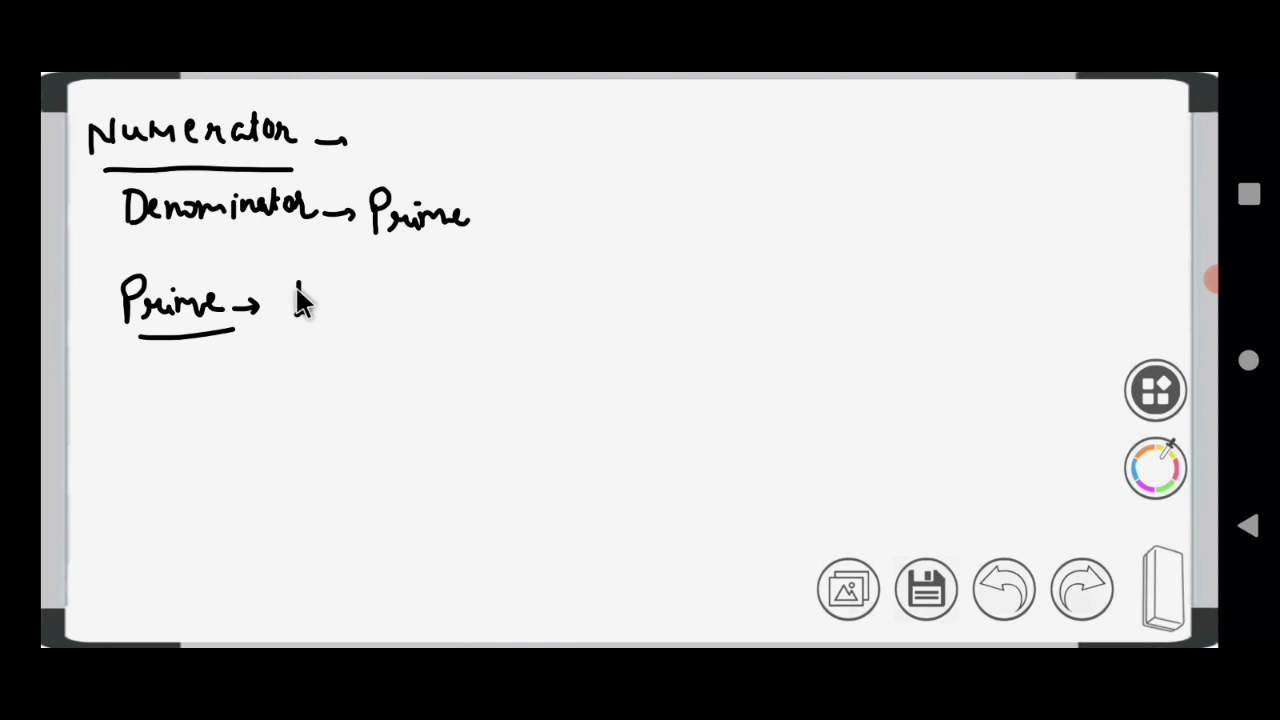 Numerator →
Denominator → Prime
Prime →